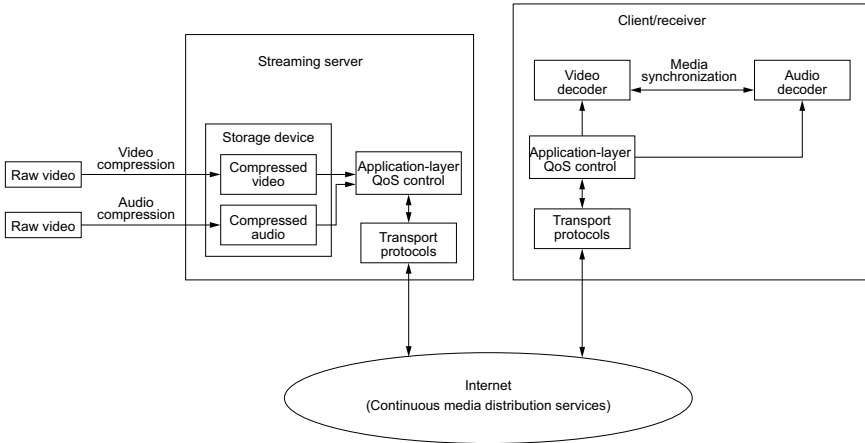 Client/receiver
Streaming server
Video
decoder
Media
synchronization
Audio
decoder
Storage device
Video
compression
Raw video
Compressed
video
Application-layer
QoS control
Application-layer
QoS control
Audio
compression
Raw video
Compressed
audio
Transport
protocols
Transport
protocols
Internet
(Continuous media distribution services)